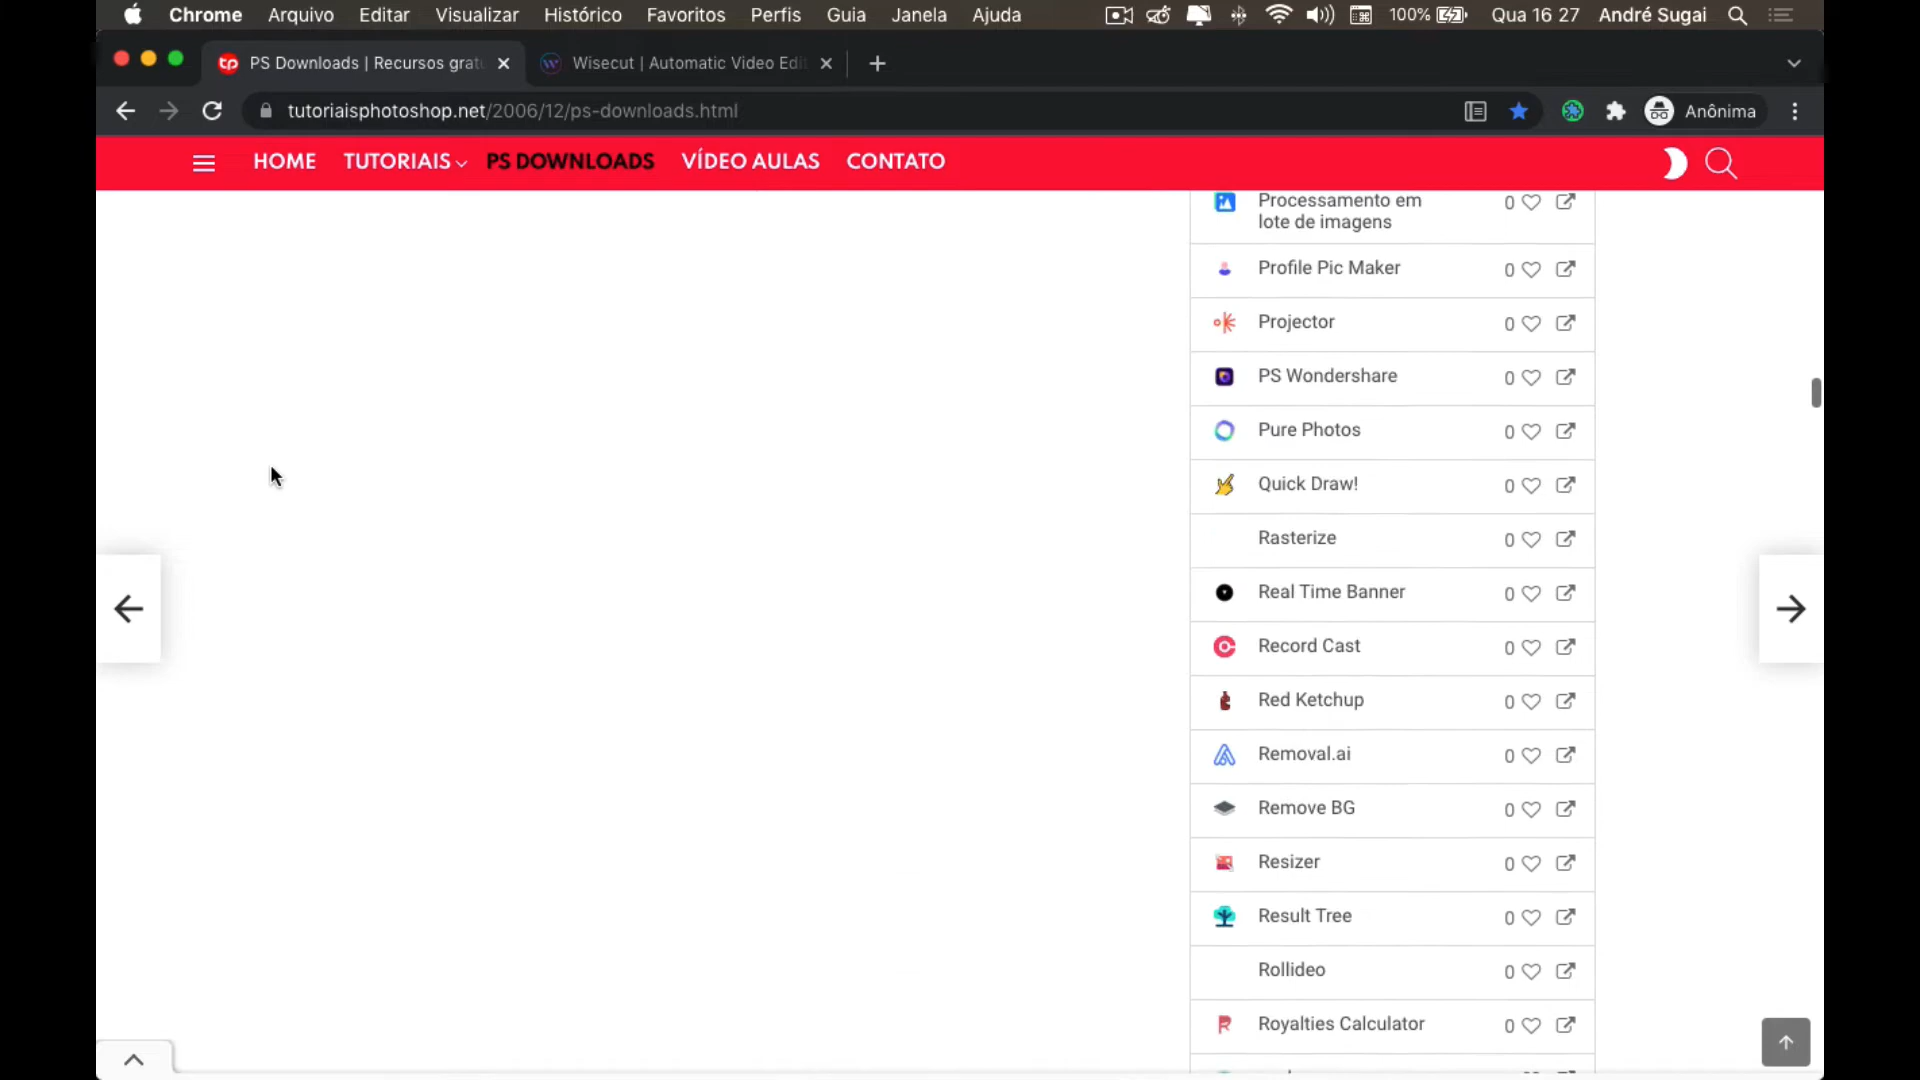 Chrome Arquivo Editar Visualizar Histórico Favoritos Perfis Guia Janela Ajuda 100% Qua 16 27 André Sugai
tp PS Downloads | Recursos grat Wisecut | Automatic Video Edi
tutoriaisphotoshop.net/2006/12/ps-downloads.html Anônima
HOME TUTORIAIS PS DOWNLOADS VÍDEO AULAS CONTATO
Processamento em
lote de imagens 0
Profile Pic Maker 0
Projector 0
PS Wondershare 0
Pure Photos 0
Quick Draw! 0
Rasterize 0
Real Time Banner 0
Record Cast 0
Red Ketchup 0
Removal.ai 0
Remove BG 0
Resizer 0
Result Tree 0
Rollideo 0
Royalties Calculator 0